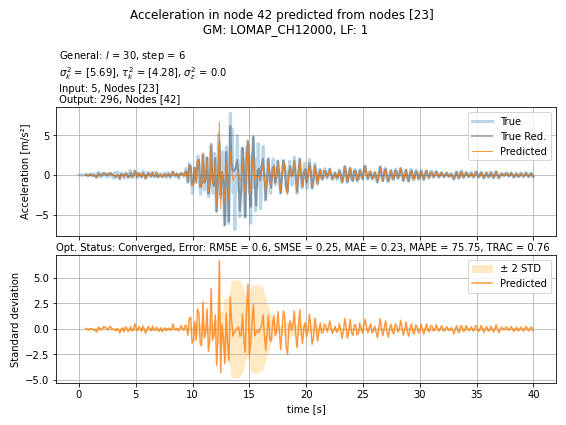 Acceleration in node 42 predicted from nodes [23]
GM: LOMAP_CH12000, LF: 1
General: l = 30, step = 6
σ²ₖ = [5.69], τ²ₖ = [4.28], σ²ε = 0.0
Input: 5, Nodes [23]
Output: 296, Nodes [42]
Acceleration [m/s²]
5
0
−5
True
True Red.
Predicted
Opt. Status: Converged, Error: RMSE = 0.6, SMSE = 0.25, MAE = 0.23, MAPE = 75.75, TRAC = 0.76
Standard deviation
5.0
2.5
0.0
−2.5
−5.0
± 2 STD
Predicted
0 5 10 15 20 25 30 35 40
time [s]